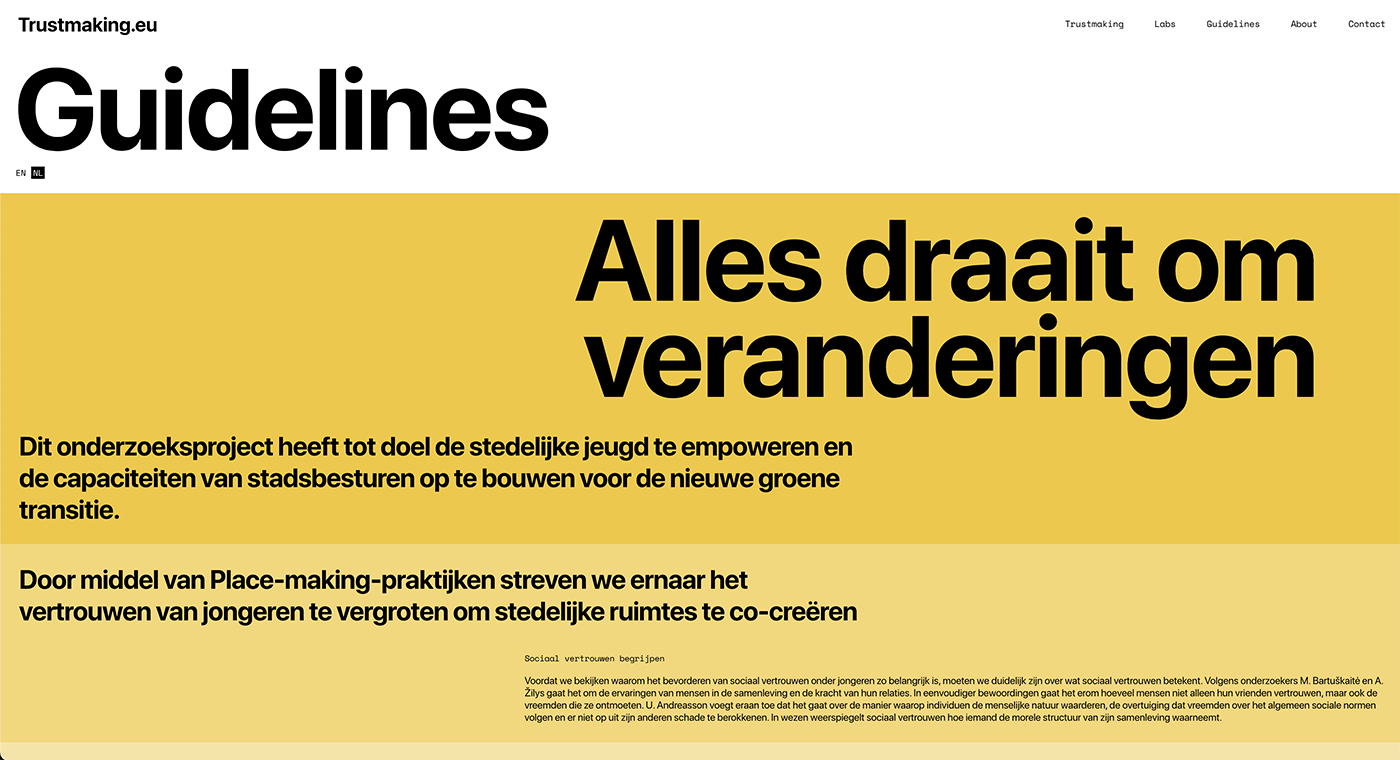 Trustmaking.eu
Trustmaking Labs Guidelines About Contact
Guidelines
EN NL
Alles draait om
veranderingen
Dit onderzoeksproject heeft tot doel de stedelijke jeugd te empoweren en
de capaciteiten van stadsbesturen op te bouwen voor de nieuwe groene
transitie.
Door middel van Place-making-praktijken streven we ernaar het
vertrouwen van jongeren te vergroten om stedelijke ruimtes te co-creëren
Sociaal vertrouwen begrijpen
Voordat we bekijken waarom het bevorderen van sociaal vertrouwen onder jongeren zo belangrijk is, moeten we duidelijk zijn over wat sociaal vertrouwen betekent. Volgens onderzoekers M. Bartuškaitė en A.
Žilys gaat het om de ervaringen van mensen in de samenleving en de kracht van hun relaties. In eenvoudiger bewoordingen gaat het erom hoeveel mensen niet alleen hun vrienden vertrouwen, maar ook de
vreemden die ze ontmoeten. U. Andreasson voegt eraan toe dat het gaat over de manier waarop individuen de menselijke natuur waarderen, de overtuiging dat vreemden over het algemeen sociale normen
volgen en er niet op uit zijn anderen schade te berokkenen. In wezen weerspiegelt sociaal vertrouwen hoe iemand de morele structuur van zijn samenleving waarneemt.